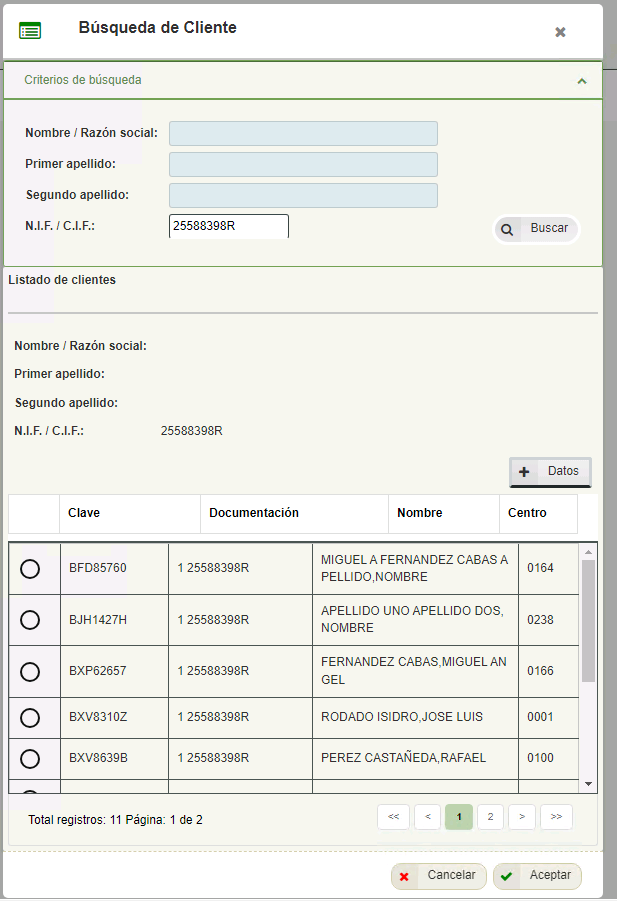 Búsqueda de Cliente
Criterios de búsqueda
Nombre / Razón social:
Primer apellido:
Segundo apellido:
N.I.F. / C.I.F.: 25588398R
Buscar
Listado de clientes
Nombre / Razón social:
Primer apellido:
Segundo apellido:
N.I.F. / C.I.F.: 25588398R
Datos
Clave Documentación Nombre Centro
BFD85760 1 25588398R MIGUEL A FERNANDEZ CABAS A
PELLIDO,NOMBRE 0164
BJH1427H 1 25588398R APELLIDO UNO APELLIDO DOS,
NOMBRE 0238
BXP62657 1 25588398R FERNANDEZ CABAS,MIGUEL AN
GEL 0166
BXV8310Z 1 25588398R RODADO ISIDRO,JOSE LUIS 0001
BXV8639B 1 25588398R PEREZ CASTAÑEDA,RAFAEL 0100
Total registros: 11 Página: 1 de 2 << < 1 2 > >>
Cancelar Aceptar